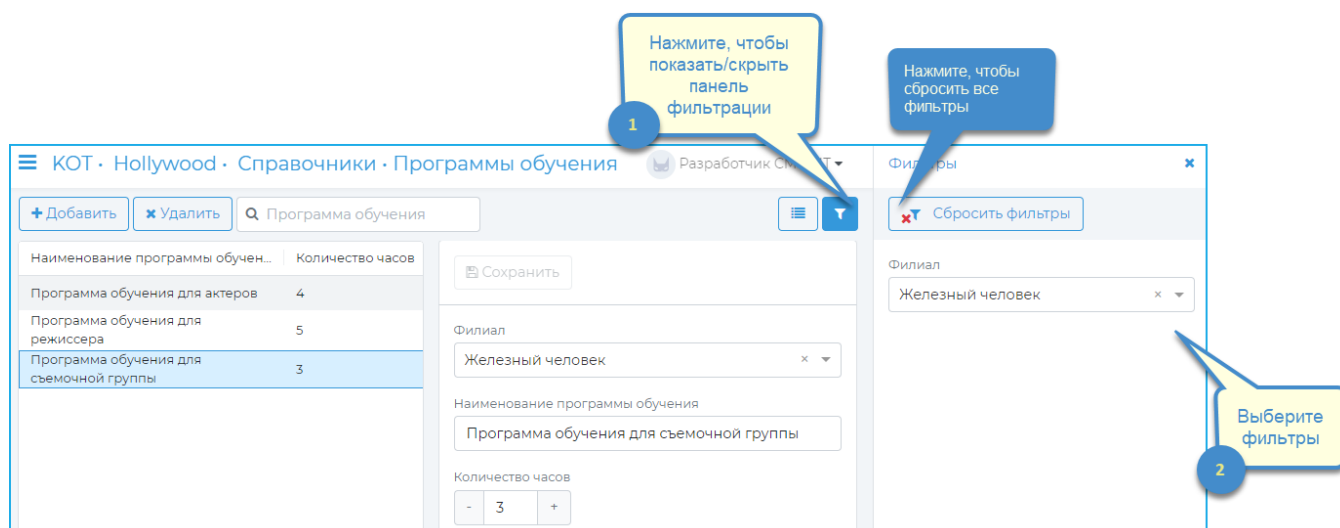 Нажмите, чтобы
показать/скрыть
панель
фильтрации
1
Нажмите, чтобы
сбросить все
фильтры
КОТ · Hollywood · Справочники · Программы обучения
Разработчик
Фильтры
Добавить
Удалить
Программа обучения
Сбросить фильтры
Наименование программы обучен...
Количество часов
Программа обучения для актеров
4
Программа обучения для
режиссера
5
Программа обучения для
съемочной группы
3
Сохранить
Филиал
Железный человек
Наименование программы обучения
Программа обучения для съемочной группы
Количество часов
- 3 +
Филиал
Железный человек
Выберите
фильтры
2